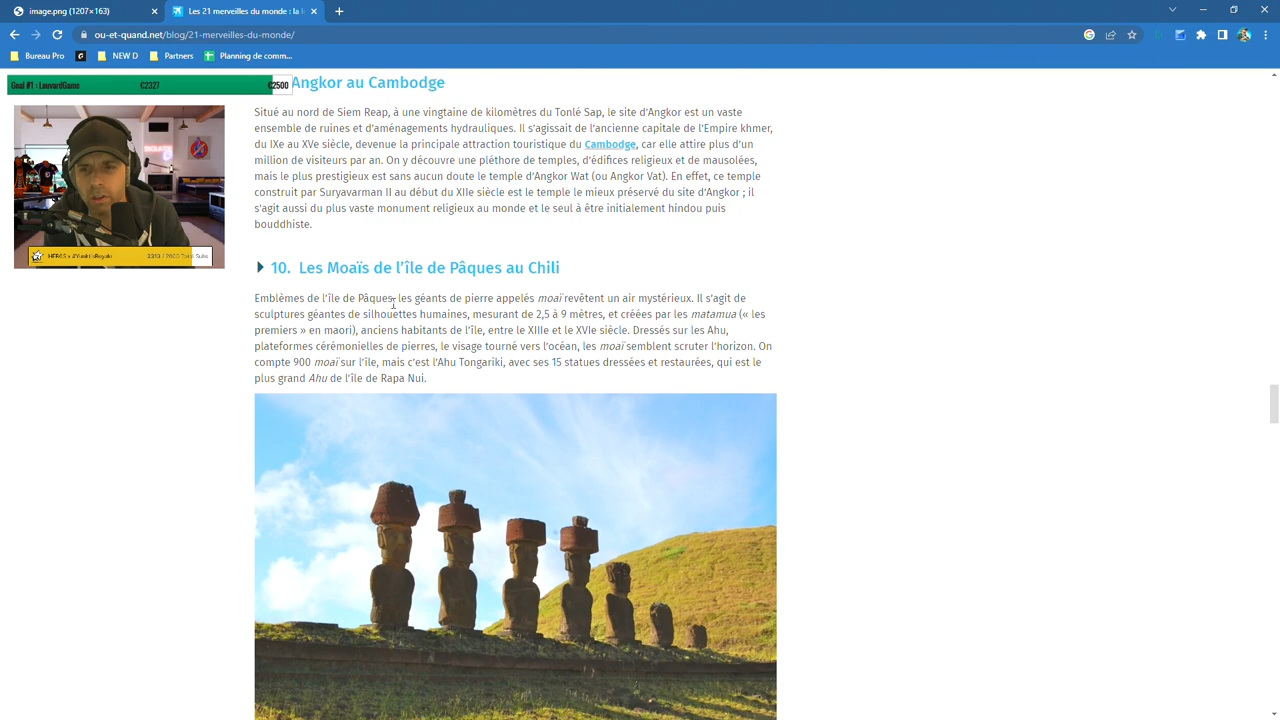 image.png (1207×163)
Les 21 merveilles du monde : la li
ou-et-quant.net/blog/21-merveilles-du-monde/
Bureau Pro
NEW D
Partners
Planning de comm...
Goal #1 : LouvardGame €2327 €2500
Angkor au Cambodge
Situé au nord de Siem Reap, à une vingtaine de kilomètres du Tonlé Sap, le site d’Angkor est un vaste
ensemble de ruines et d’aménagements hydrauliques. Il s’agissait de l’ancienne capitale de l’Empire khmer,
du IXe au XVe siècle, devenue la principale attraction touristique du Cambodge, car elle attire plus d’un
million de visiteurs par an. On y découvre une pléthore de temples, d’édifices religieux et de mausolées,
mais le plus prestigieux est sans aucun doute le temple d’Angkor Wat (ou Angkor Vat). En effet, ce temple
construit par Suryavarman II au début du XIIe siècle est le temple le mieux préservé du site d’Angkor ; il
s’agit aussi du plus vaste monument religieux au monde et le seul à être initialement hindou puis
bouddhiste.
10. Les Moaïs de l’île de Pâques au Chili
Emblèmes de l’île de Pâques, les géants de pierre appelés moaï revêtent un air mystérieux. Il s’agit de
sculptures géantes de silhouettes humaines, mesurant de 2,5 à 9 mètres, et créées par les matamua (« les
premiers » en maori), anciens habitants de l’île, entre le XIIIe et le XVIe siècle. Dressés sur les Ahu,
plateformes cérémonielles de pierres, le visage tourné vers l’océan, les moaï semblent scruter l’horizon. On
compte 900 moaï sur l’île, mais c’est l’Ahu Tongariki, avec ses 15 statues dressées et restaurées, qui est le
plus grand Ahu de l’île de Rapa Nui.